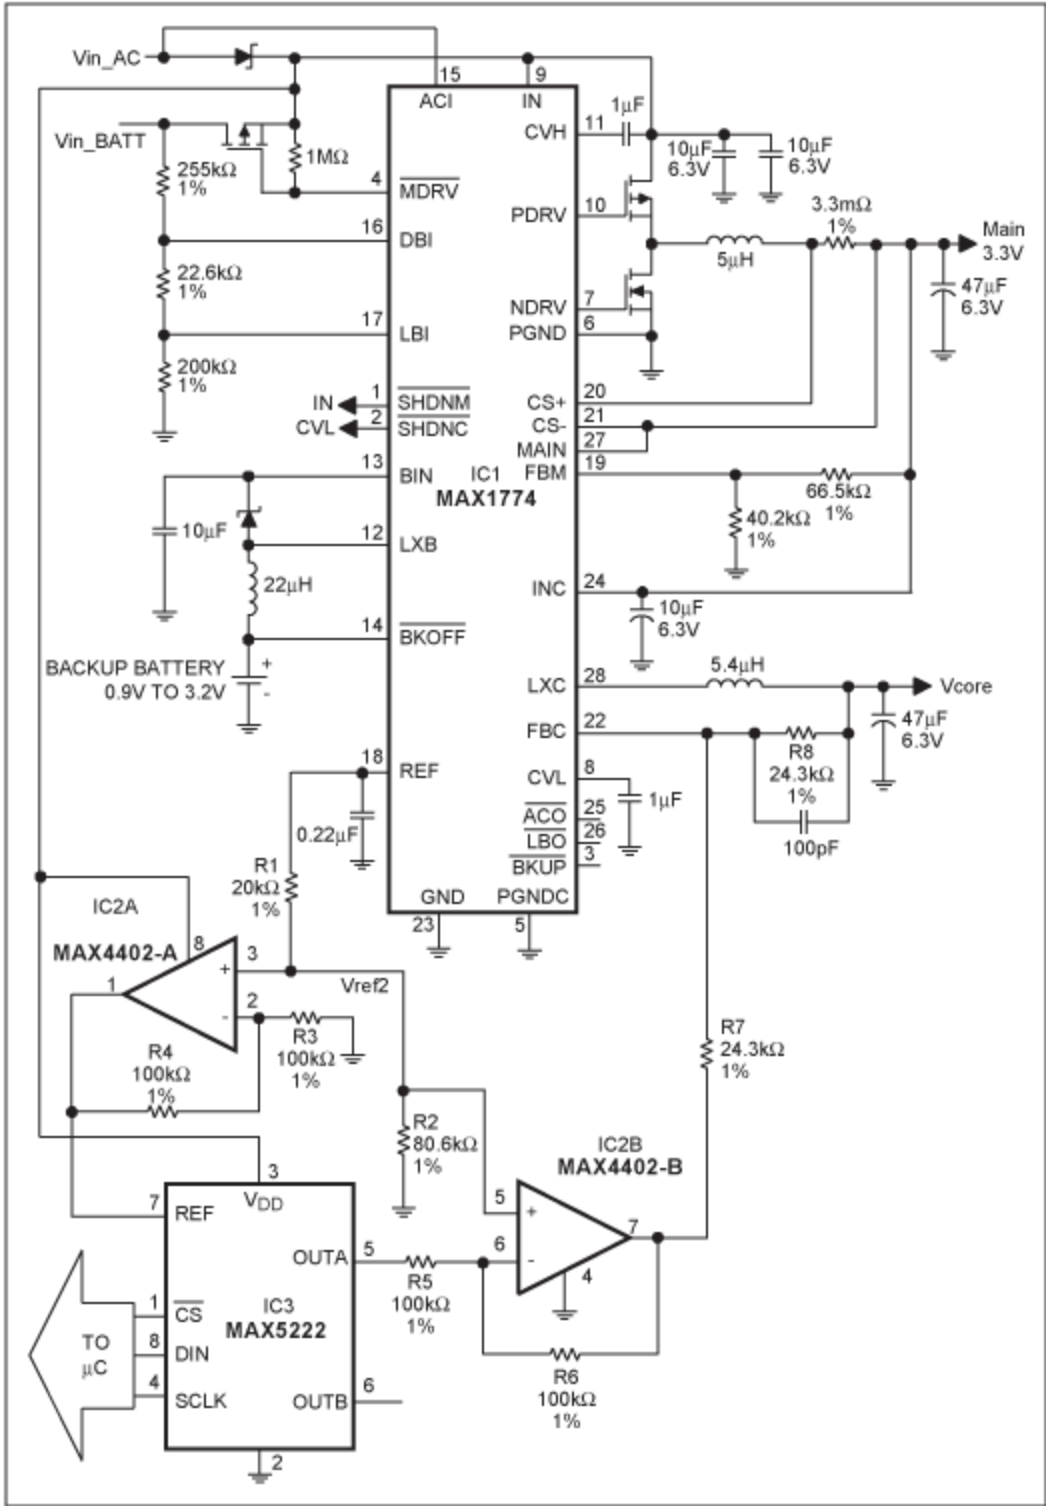 Vin_AC
15
9
ACI
IN
1µF
CVH
11
10µF
6.3V
10µF
6.3V
Vin_BATT
1MΩ
255kΩ
1%
4
MDRV
PDRV
10
3.3mΩ
1%
Main
3.3V
16
DBI
5µH
22.6kΩ
1%
47µF
6.3V
NDRV
7
17
LBI
PGND
6
200kΩ
1%
IN
1
SHDNM
CS+
20
CVL
2
SHDNC
CS-
21
MAIN
27
13
BIN
IC1
MAX1774
FBM
19
66.5kΩ
1%
40.2kΩ
1%
10µF
12
LXB
22µH
INC
24
10µF
6.3V
14
BKOFF
BACKUP BATTERY
0.9V TO 3.2V
+
-
5.4µH
LXC
28
Vcore
FBC
22
47µF
6.3V
R8
24.3kΩ
1%
100pF
18
REF
CVL
8
1µF
0.22µF
ACO
25
LBO
26
BKUP
3
R1
20kΩ
1%
GND
PGNDC
23
5
IC2A
MAX4402-A
8
3
+
1
2
-
Vref2
R3
100kΩ
1%
R4
100kΩ
1%
R7
24.3kΩ
1%
R2
80.6kΩ
1%
IC2B
MAX4402-B
3
VDD
7
REF
5
+
7
6
-
4
OUTA
5
R5
100kΩ
1%
TO
µC
1
CS
8
DIN
4
SCLK
IC3
MAX5222
OUTB
6
R6
100kΩ
1%
2